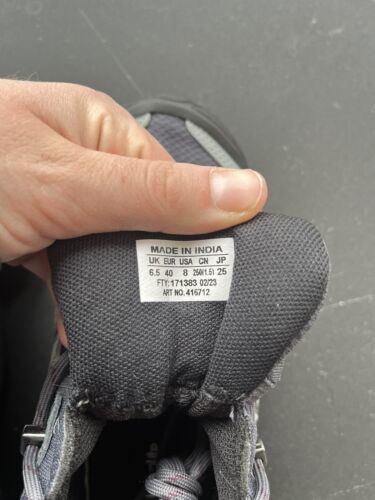 MADE IN INDIA
UK EUR USA CN JP
6.5 40 8 250(1.5) 25
FTY:171383 02/23
ART NO. 416712